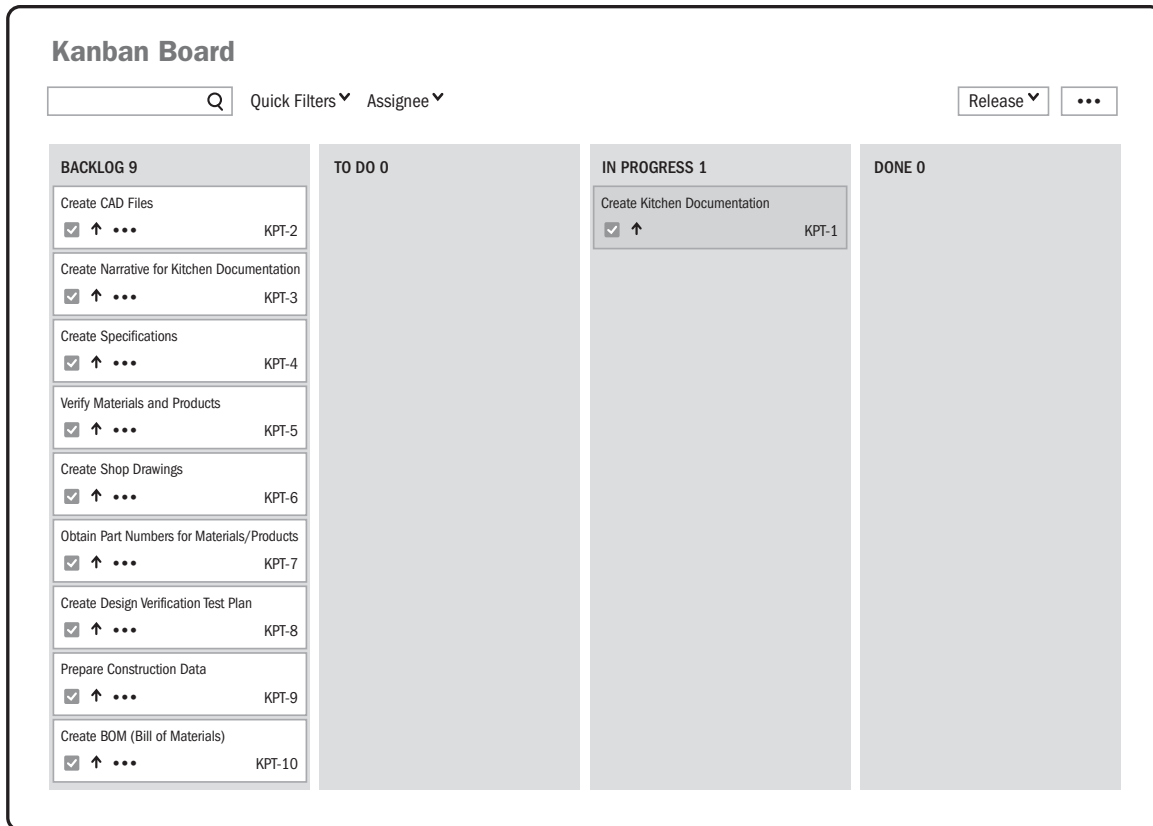 Kanban Board
Quick Filters Assignee Release
BACKLOG 9
Create CAD Files
KPT-2
Create Narrative for Kitchen Documentation
KPT-3
Create Specifications
KPT-4
Verify Materials and Products
KPT-5
Create Shop Drawings
KPT-6
Obtain Part Numbers for Materials/Products
KPT-7
Create Design Verification Test Plan
KPT-8
Prepare Construction Data
KPT-9
Create BOM (Bill of Materials)
KPT-10
TO DO 0
IN PROGRESS 1
Create Kitchen Documentation
KPT-1
DONE 0